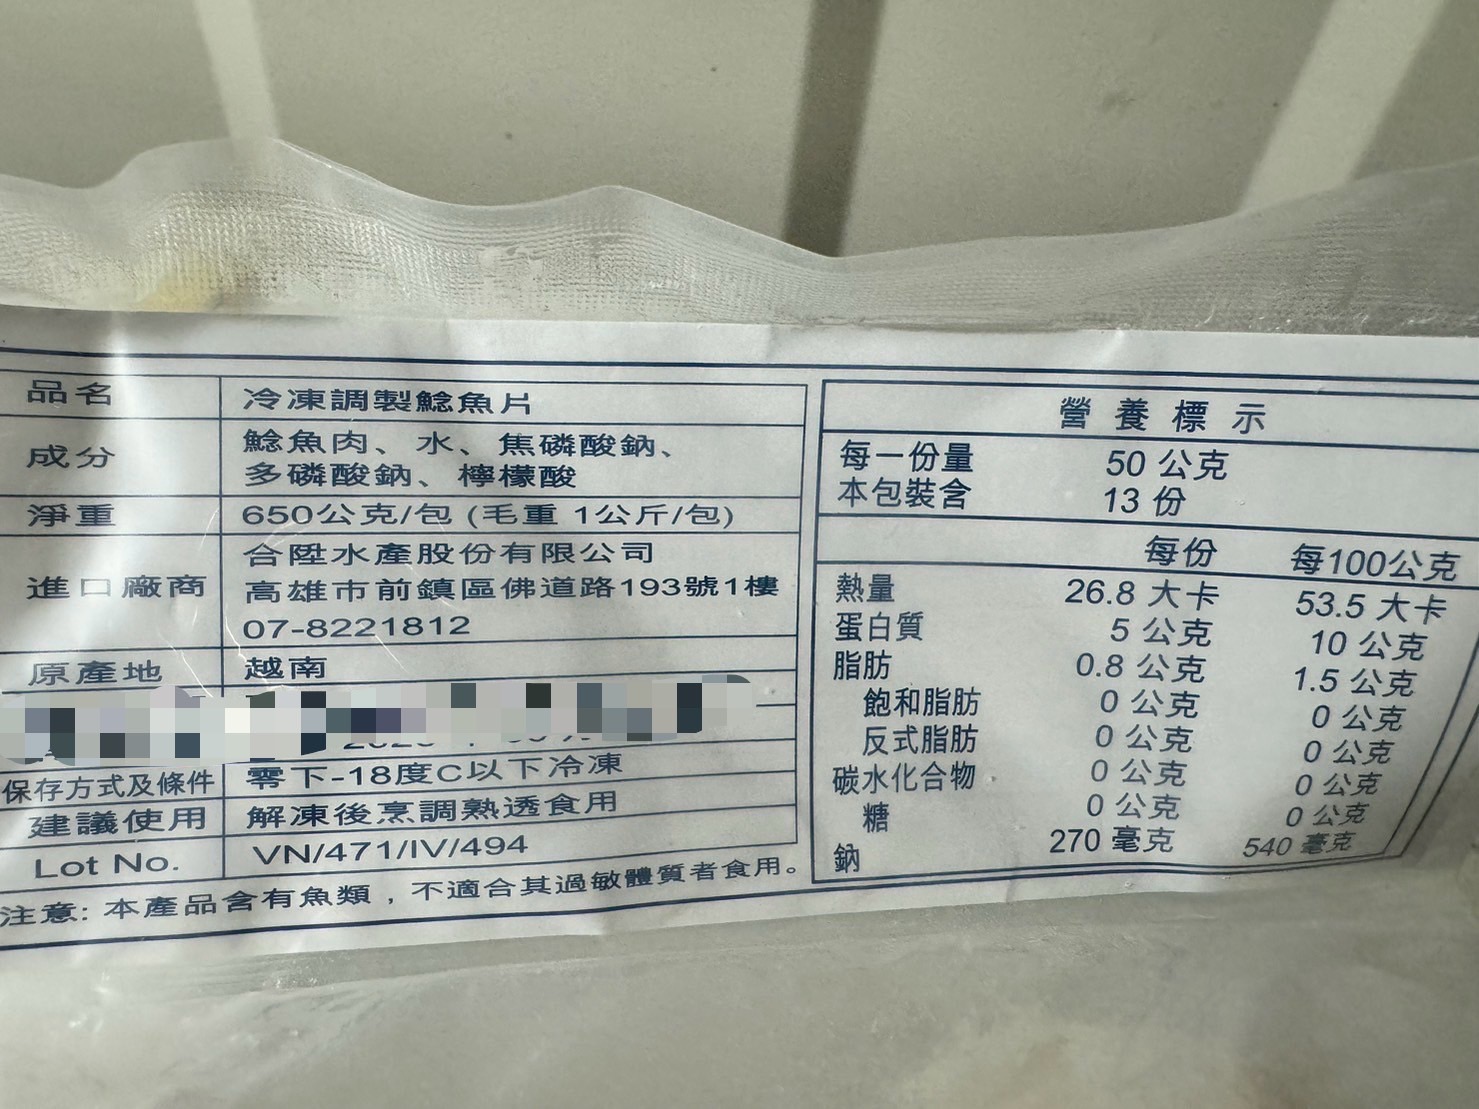 品名 冷凍調製鯰魚片
成分 鯰魚肉、水、焦磷酸鈉、
多磷酸鈉、檸檬酸
淨重 650公克/包 (毛重 1公斤/包)
進口廠商 合陞水產股份有限公司
高雄市前鎮區佛道路193號1樓
07-8221812
原產地 越南
保存方式及條件 零下-18度C以下冷凍
建議使用 解凍後烹調熟透食用
Lot No. VN/471/IV/494
注意: 本產品含有魚類，不適合其過敏體質者食用。
營養標示
每一份量 50 公克
本包裝含 13 份
每份 每100公克
熱量 26.8 大卡 53.5 大卡
蛋白質 5 公克 10 公克
脂肪 0.8 公克 1.5 公克
飽和脂肪 0 公克 0 公克
反式脂肪 0 公克 0 公克
碳水化合物 0 公克 0 公克
糖 0 公克 0 公克
鈉 270 毫克 540 毫克